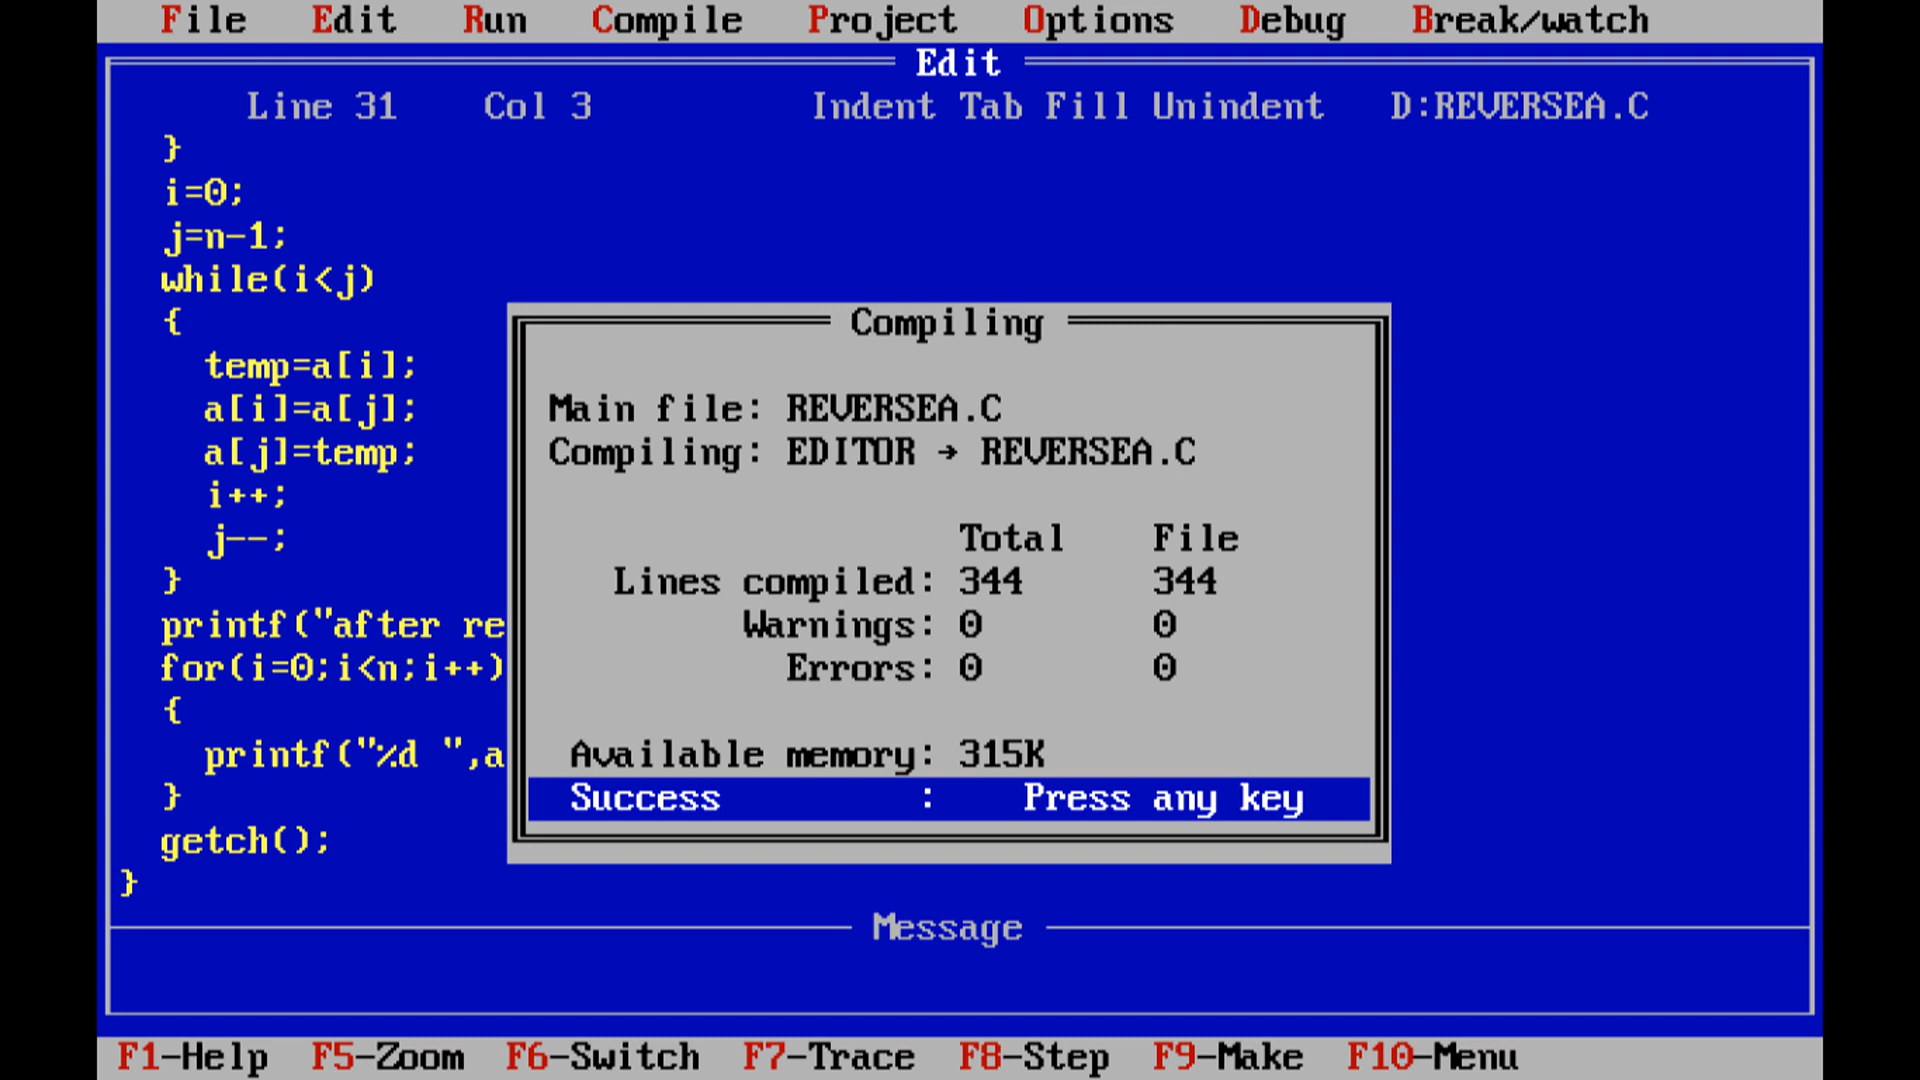 File Edit Run Compile Project Options Debug Break/watch
Edit
Line 31 Col 3 Indent Tab Fill Unindent D:REVERSEA.C
}
i=0;
j=n-1;
while(i<j)
{
temp=a[i];
a[i]=a[j];
a[j]=temp;
i++;
j--;
}
printf("after re
for(i=0;i<n;i++)
{
printf("%d ",a
}
getch();
}
Compiling
Main file: REVERSEA.C
Compiling: EDITOR → REVERSEA.C
Total File
Lines compiled: 344 344
Warnings: 0 0
Errors: 0 0
Available memory: 315K
Success : Press any key
Message
F1-Help F5-Zoom F6-Switch F7-Trace F8-Step F9-Make F10-Menu